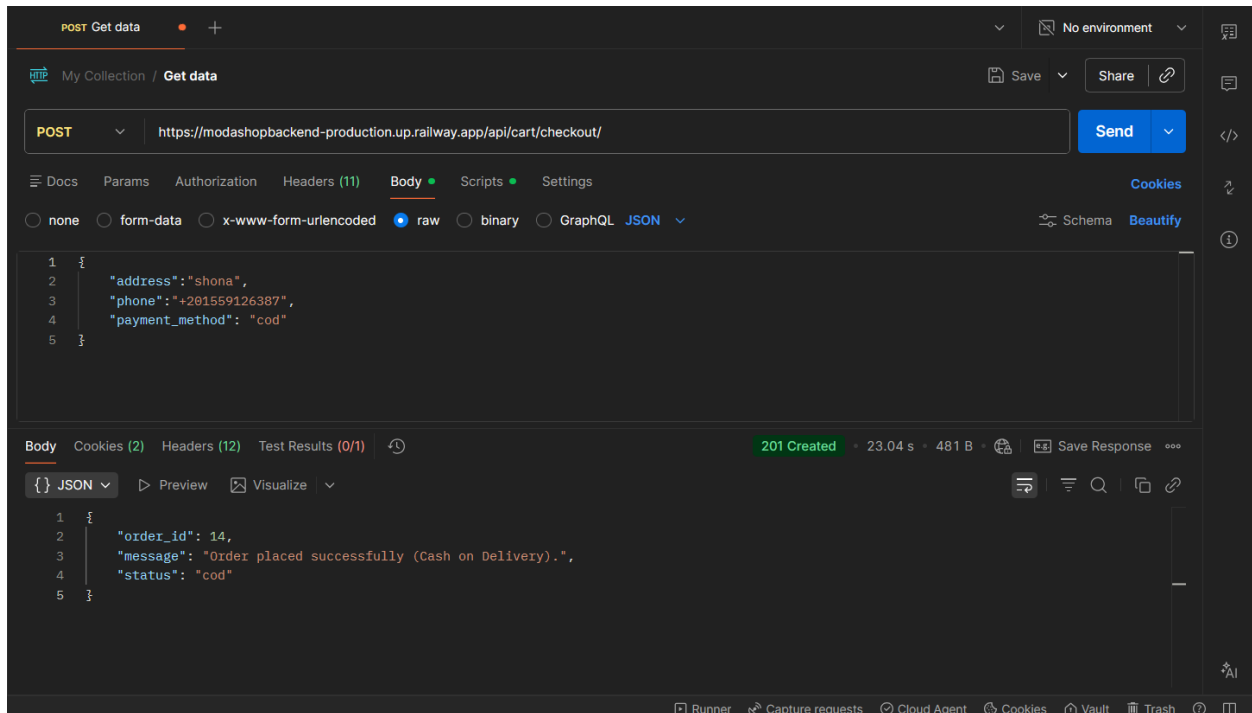 POST Get data
No environment
HTTP My Collection / Get data
Save Share
POST https://modashopbackend-production.up.railway.app/api/cart/checkout/ Send
Docs Params Authorization Headers (11) Body Scripts Settings Cookies
none form-data x-www-form-urlencoded raw binary GraphQL JSON Schema Beautify
1 {
2 "address":"shona",
3 "phone":"+201559126387",
4 "payment_method": "cod"
5 }
Body Cookies (2) Headers (12) Test Results (0/1) 201 Created 23.04 s 481 B e.g. Save Response
{} JSON Preview Visualize
1 {
2 "order_id": 14,
3 "message": "Order placed successfully (Cash on Delivery).",
4 "status": "cod"
5 }
AI
Runner Capture requests Cloud Agent Cookies Vault Trash